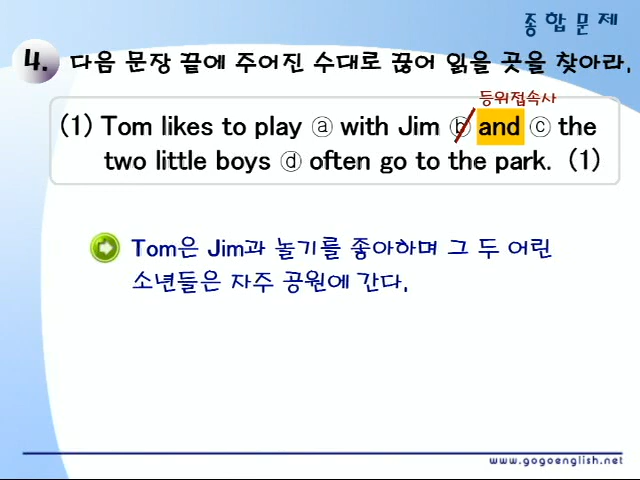 종합문제
4. 다음 문장 끝에 주어진 수대로 끊어 읽을 곳을 찾아라.
등위접속사
(1) Tom likes to play ⓐ with Jim ⓑ and ⓒ the
two little boys ⓓ often go to the park. (1)
Tom은 Jim과 놀기를 좋아하며 그 두 어린
소년들은 자주 공원에 간다.
www.gogoenglish.net